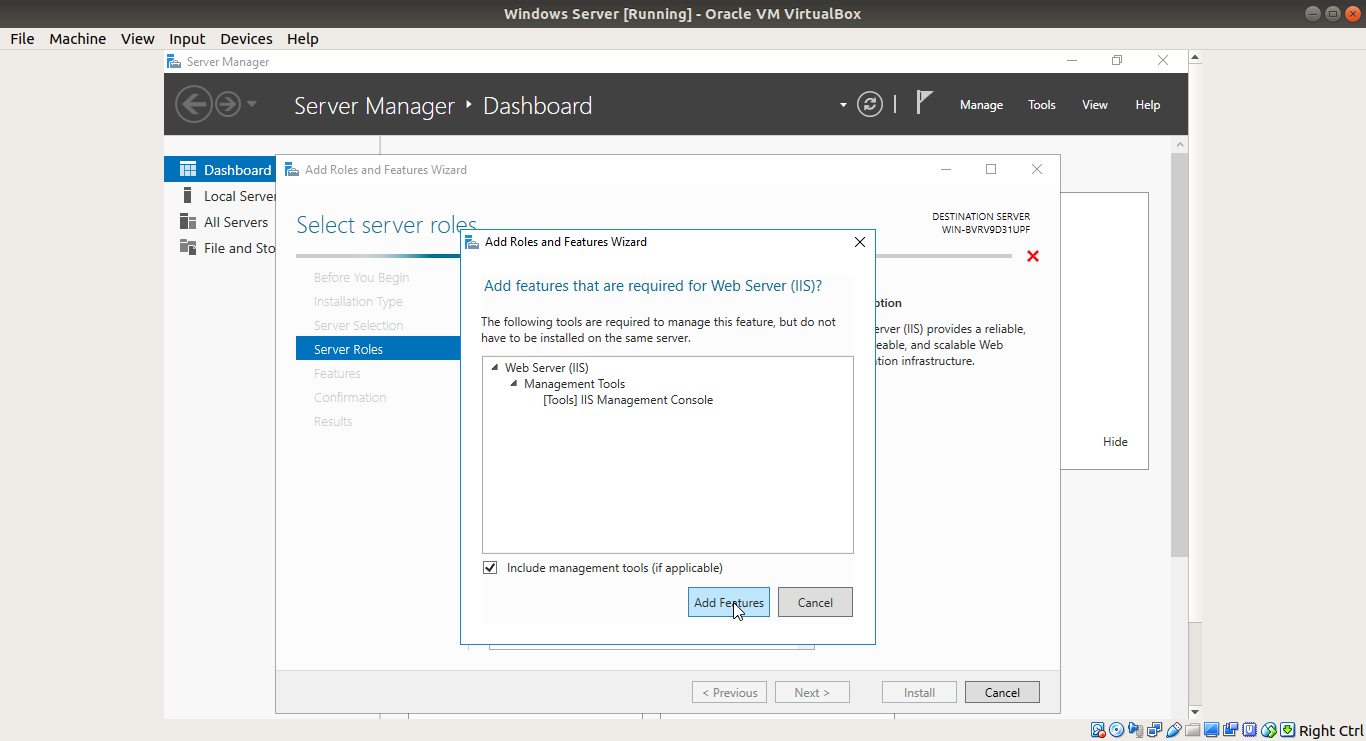 Windows Server [Running] - Oracle VM VirtualBox
File Machine View Input Devices Help
Server Manager
Server Manager Dashboard
Manage Tools View Help
Dashboard
Local Server
All Servers
File and Sto
Add Roles and Features Wizard
Select server roles
DESTINATION SERVER
WIN-BVRV9D31UPF
Before You Begin
Installation Type
Server Selection
Server Roles
Features
Confirmation
Results
Add Roles and Features Wizard
Add features that are required for Web Server (IIS)?
The following tools are required to manage this feature, but do not
have to be installed on the same server.
Web Server (IIS)
Management Tools
[Tools] IIS Management Console
Include management tools (if applicable)
Add Features Cancel
ption
erver (IIS) provides a reliable,
eable, and scalable Web
tion infrastructure.
Hide
< Previous Next > Install Cancel
Right Ctrl